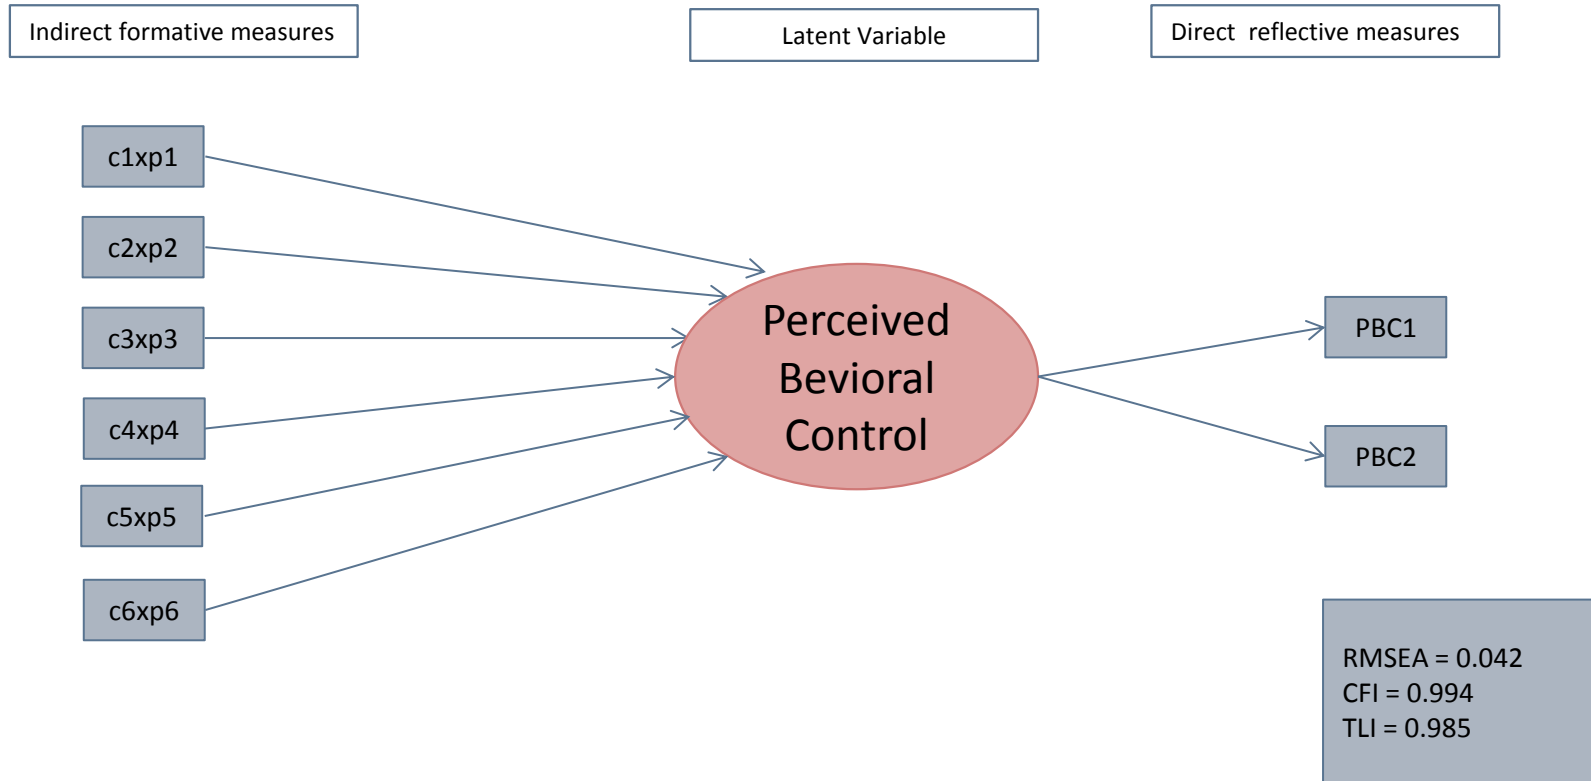 Indirect formative measures
Latent Variable
Direct reflective measures
c1xp1
c2xp2
c3xp3
c4xp4
c5xp5
c6xp6
Perceived
Bevioral
Control
PBC1
PBC2
RMSEA = 0.042
CFI = 0.994
TLI = 0.985